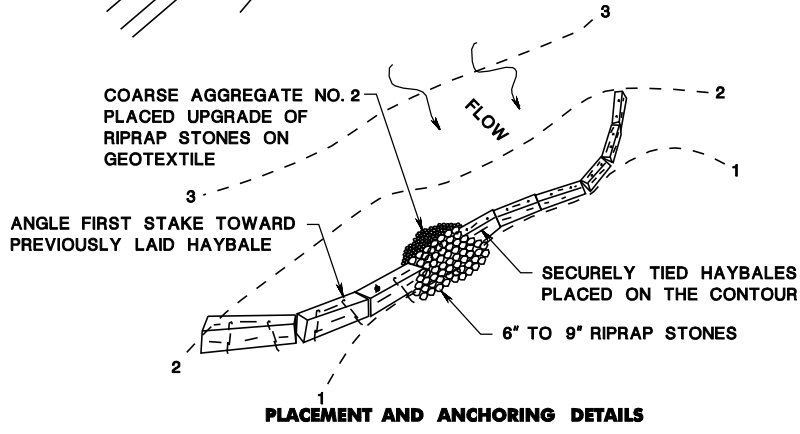 3
COARSE AGGREGATE NO. 2
PLACED UPGRADE OF
RIPRAP STONES ON
GEOTEXTILE
FLOW
2
1
3
ANGLE FIRST STAKE TOWARD
PREVIOUSLY LAID HAYBALE
SECURELY TIED HAYBALES
PLACED ON THE CONTOUR
6" TO 9" RIPRAP STONES
2
1
PLACEMENT AND ANCHORING DETAILS